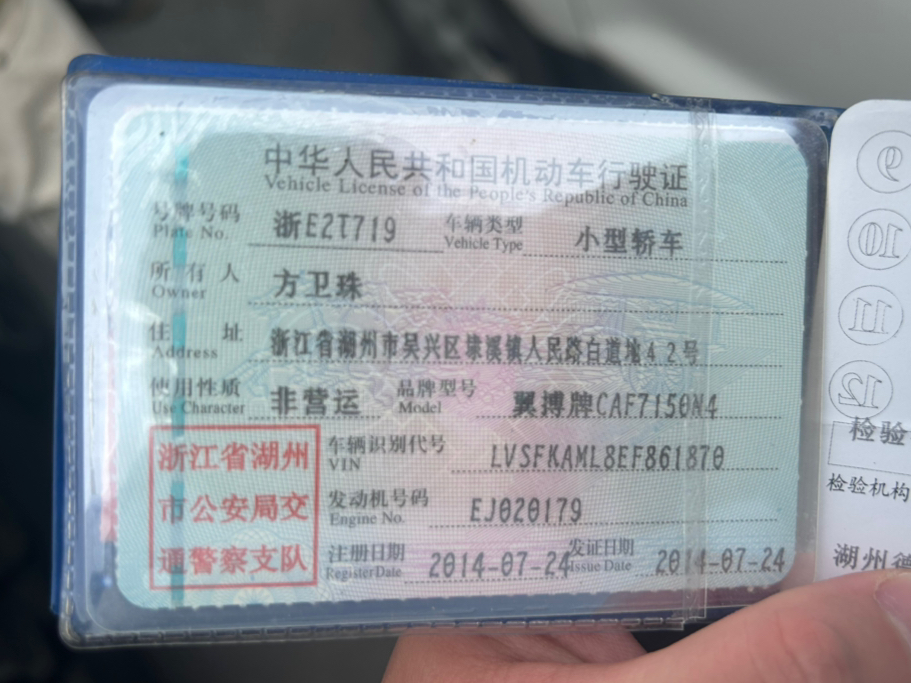 中华人民共和国机动车行驶证
Vehicle License of the People's Republic of China
号牌号码 浙E2T719 车辆类型 小型轿车
Plate No. Vehicle Type
所有人 方卫珠
Owner
住址 浙江省湖州市吴兴区埭溪镇人民路白道地42号
Address
使用性质 非营运 品牌型号 翼搏牌CAF7150N4
Use Character Model
浙江省湖州
市公安局交
通警察支队
车辆识别代号 LVSFKAML8EF861870
VIN
发动机号码 EJ020179
Engine No.
注册日期 2014-07-24 发证日期 2014-07-24
Register Date Issue Date
9
10
11
12
检验
检验机构
湖州德